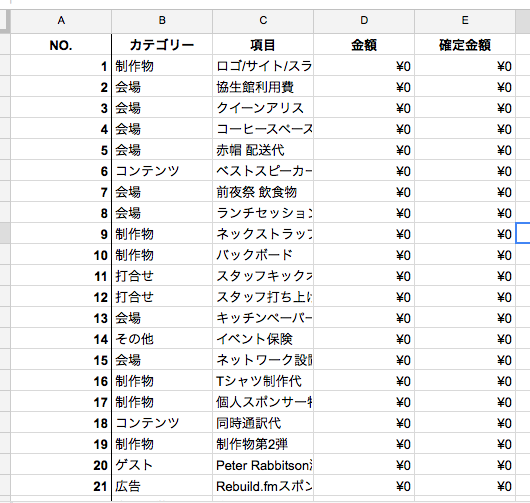 A B C D E
NO. カテゴリー 項目 金額 確定金額
1 制作物 ロゴ/サイト/スラ ¥0 ¥0
2 会場 協生館利用費 ¥0 ¥0
3 会場 クイーンアリス ¥0 ¥0
4 会場 コーヒースペース ¥0 ¥0
5 会場 赤帽 配送代 ¥0 ¥0
6 コンテンツ ベストスピーカー ¥0 ¥0
7 会場 前夜祭 飲食物 ¥0 ¥0
8 会場 ランチセッション ¥0 ¥0
9 制作物 ネックストラップ ¥0 ¥0
10 制作物 バックボード ¥0 ¥0
11 打合せ スタッフキックオ ¥0 ¥0
12 打合せ スタッフ打ち上げ ¥0 ¥0
13 会場 キッチンペーパー ¥0 ¥0
14 その他 イベント保険 ¥0 ¥0
15 会場 ネットワーク設置 ¥0 ¥0
16 制作物 Tシャツ制作代 ¥0 ¥0
17 制作物 個人スポンサー物 ¥0 ¥0
18 コンテンツ 同時通訳代 ¥0 ¥0
19 制作物 制作物第2弾 ¥0 ¥0
20 ゲスト Peter Rabbitson ¥0 ¥0
21 広告 Rebuild.fmスポン ¥0 ¥0